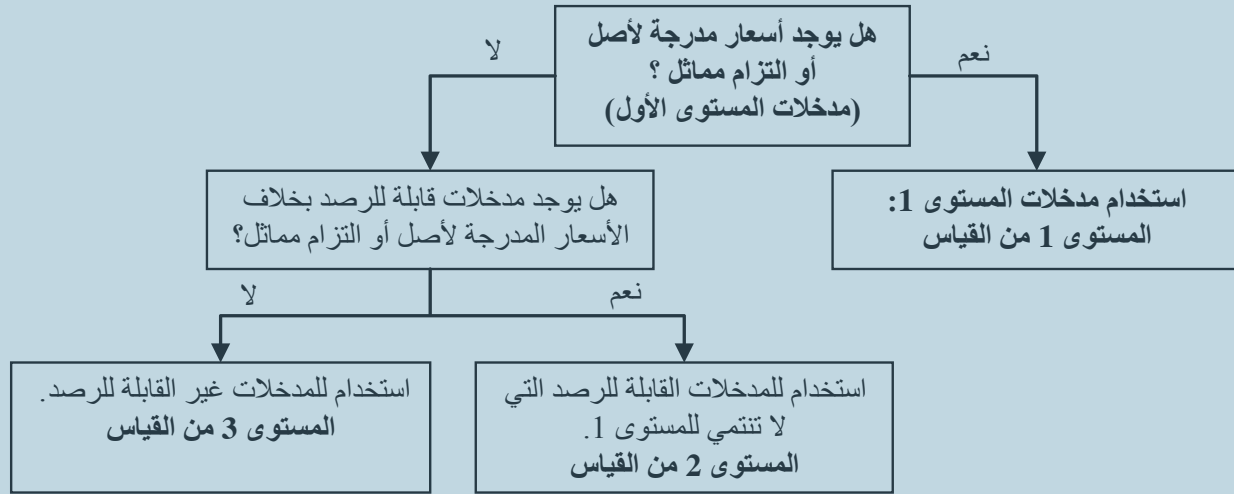 هل يوجد أسعار مدرجة لأصل
أو التزام مماثل ؟
(مدخلات المستوى الأول)
نعم
لا
استخدام مدخلات المستوى 1:
المستوى 1 من القياس
هل يوجد مدخلات قابلة للرصد بخلاف
الأسعار المدرجة لأصل أو التزام مماثل؟
نعم
لا
استخدام للمدخلات القابلة للرصد التي
لا تنتمي للمستوى 1.
المستوى 2 من القياس
استخدام للمدخلات غير القابلة للرصد.
المستوى 3 من القياس